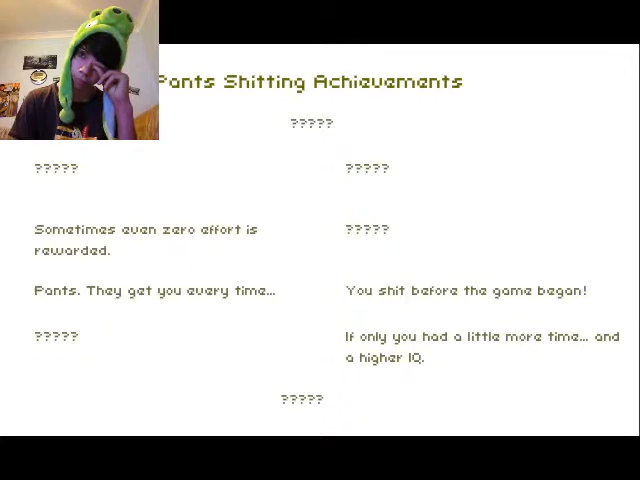 Pants Shitting Achievements
?????
????? ?????
Sometimes even zero effort is ?????
rewarded.
Pants. They get you every time... You shit before the game began!
????? If only you had a little more time... and
a higher IQ.
?????